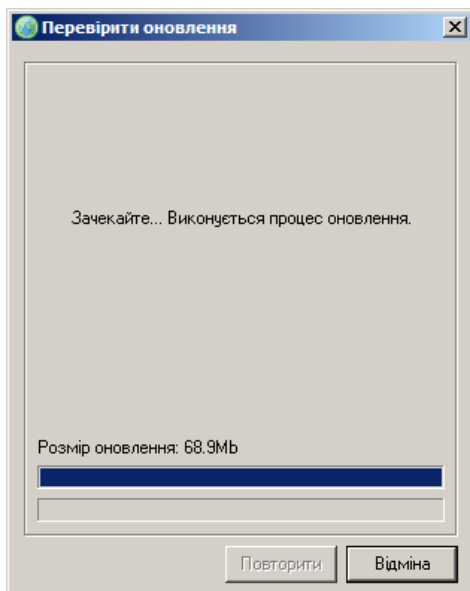 Перевірити оновлення
Зачекайте... Виконується процес оновлення.
Розмір оновлення: 68.9Mb
Повторити
Відміна